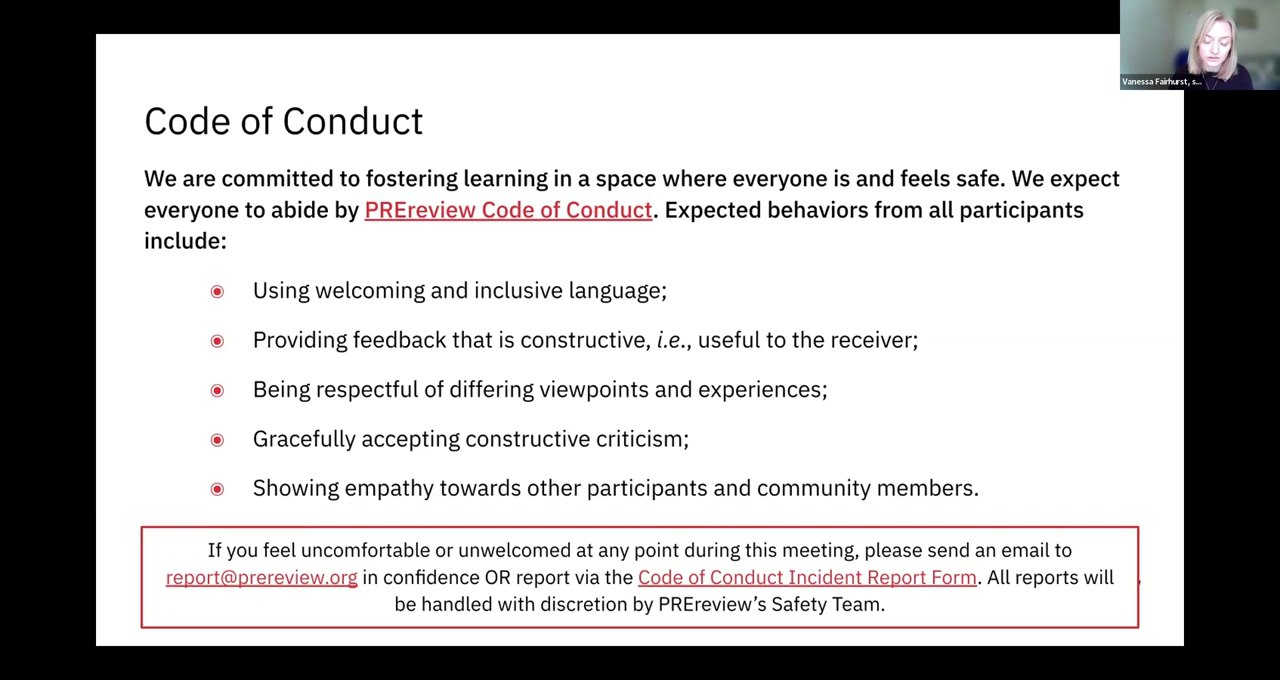 Vanessa Fairhurst, s...
Code of Conduct
We are committed to fostering learning in a space where everyone is and feels safe. We expect
everyone to abide by PREreview Code of Conduct. Expected behaviors from all participants
include:
Using welcoming and inclusive language;
Providing feedback that is constructive, i.e., useful to the receiver;
Being respectful of differing viewpoints and experiences;
Gracefully accepting constructive criticism;
Showing empathy towards other participants and community members.
If you feel uncomfortable or unwelcomed at any point during this meeting, please send an email to
report@prereview.org in confidence OR report via the Code of Conduct Incident Report Form. All reports will
be handled with discretion by PREreview’s Safety Team.